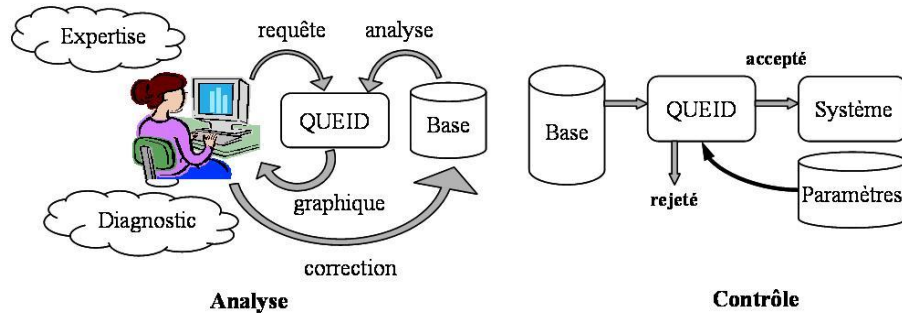 Expertise
requête
analyse
QUEID
Base
graphique
Diagnostic
correction
Analyse
accepté
Base
QUEID
Système
rejeté
Paramètres
Contrôle